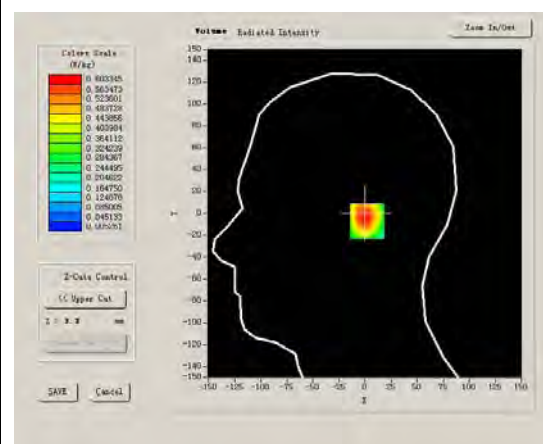 Volume Radiated Intensity
Zoom In/Out
Colors Scale
(W/kg)
0.603345
0.563473
0.523601
0.483728
0.443856
0.403984
0.364112
0.324239
0.284367
0.244495
0.204622
0.164750
0.124878
0.085005
0.045133
Z-Cuts Control
<< Upper Cut
mm
SAVE
Cancel
Y
150
120
100
80
60
40
20
0
-20
-40
-60
-80
-100
-120
-150
-150 -125 -100 -75 -50 -25 0 25 50 75 100 125 150
X